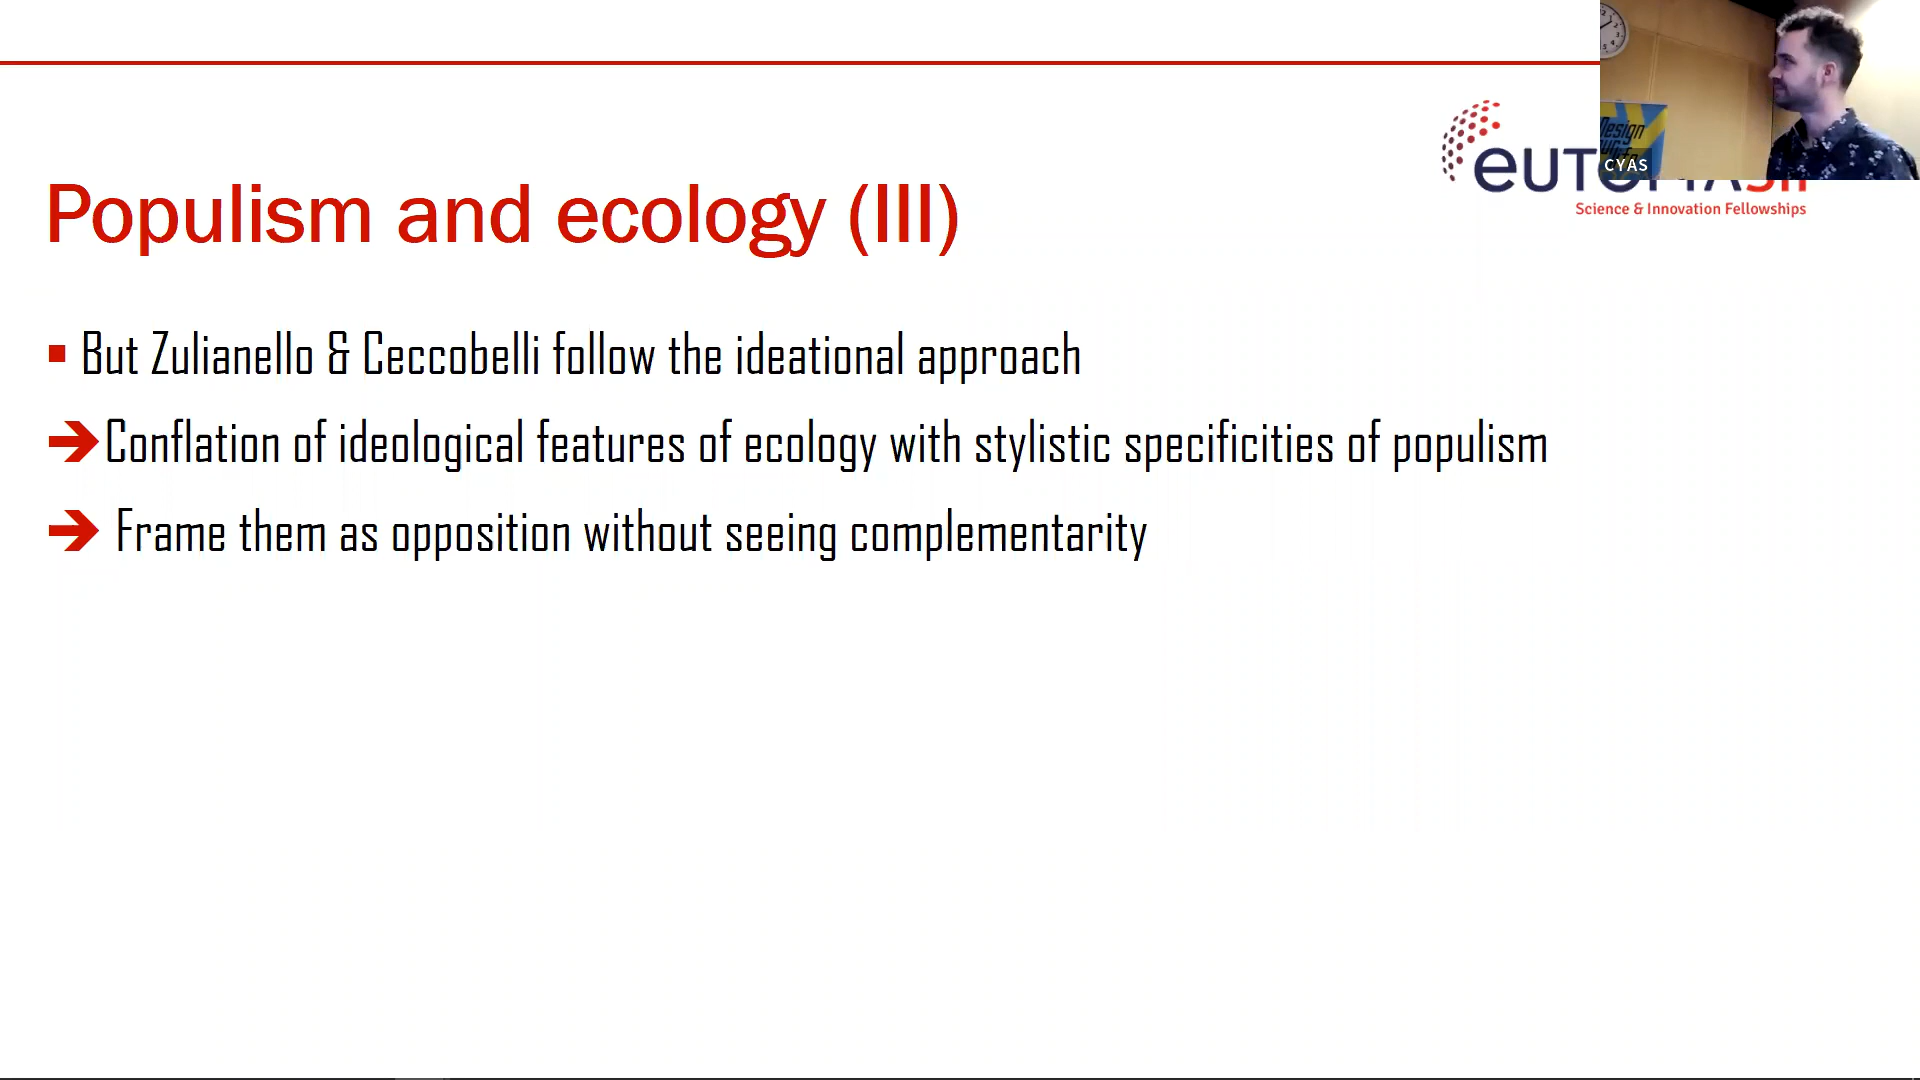 Populism and ecology (III)
But Zulianello & Ceccobelli follow the ideational approach
Conflation of ideological features of ecology with stylistic specificities of populism
Frame them as opposition without seeing complementarity
Science & Innovation Fellowships
Design
CYAS